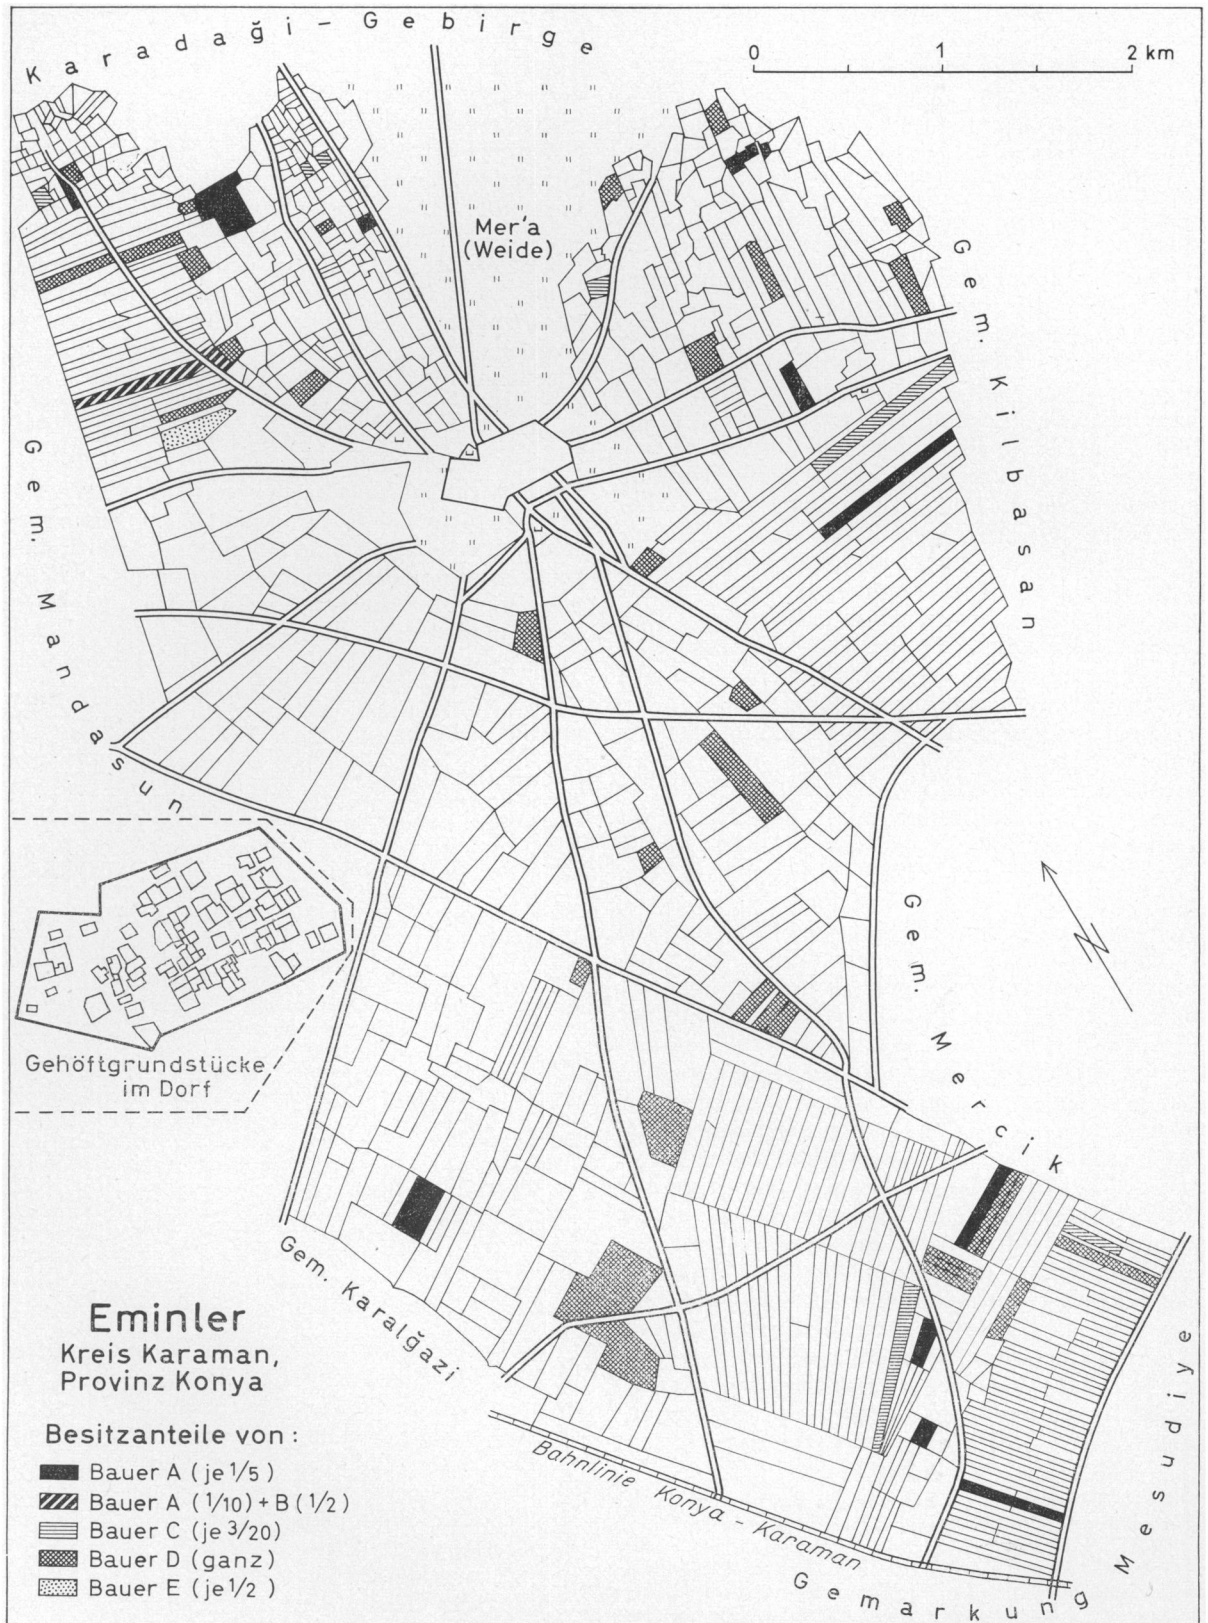 Karadaği-Gebirge
0 1 2 km
Mer'a
(Weide)
Gem. Kilbasan
Gem. Mandasun
Gem. Mercik
Gehöftgrundstücke
im Dorf
Gem. Karalğazi
Eminler
Kreis Karaman,
Provinz Konya
Besitzanteile von:
Bauer A (je 1/5)
Bauer A (1/10) + B (1/2)
Bauer C (je 3/20)
Bauer D (ganz)
Bauer E (je 1/2)
Bahnlinie Konya - Karaman
Gemarkung Mesudiye
N